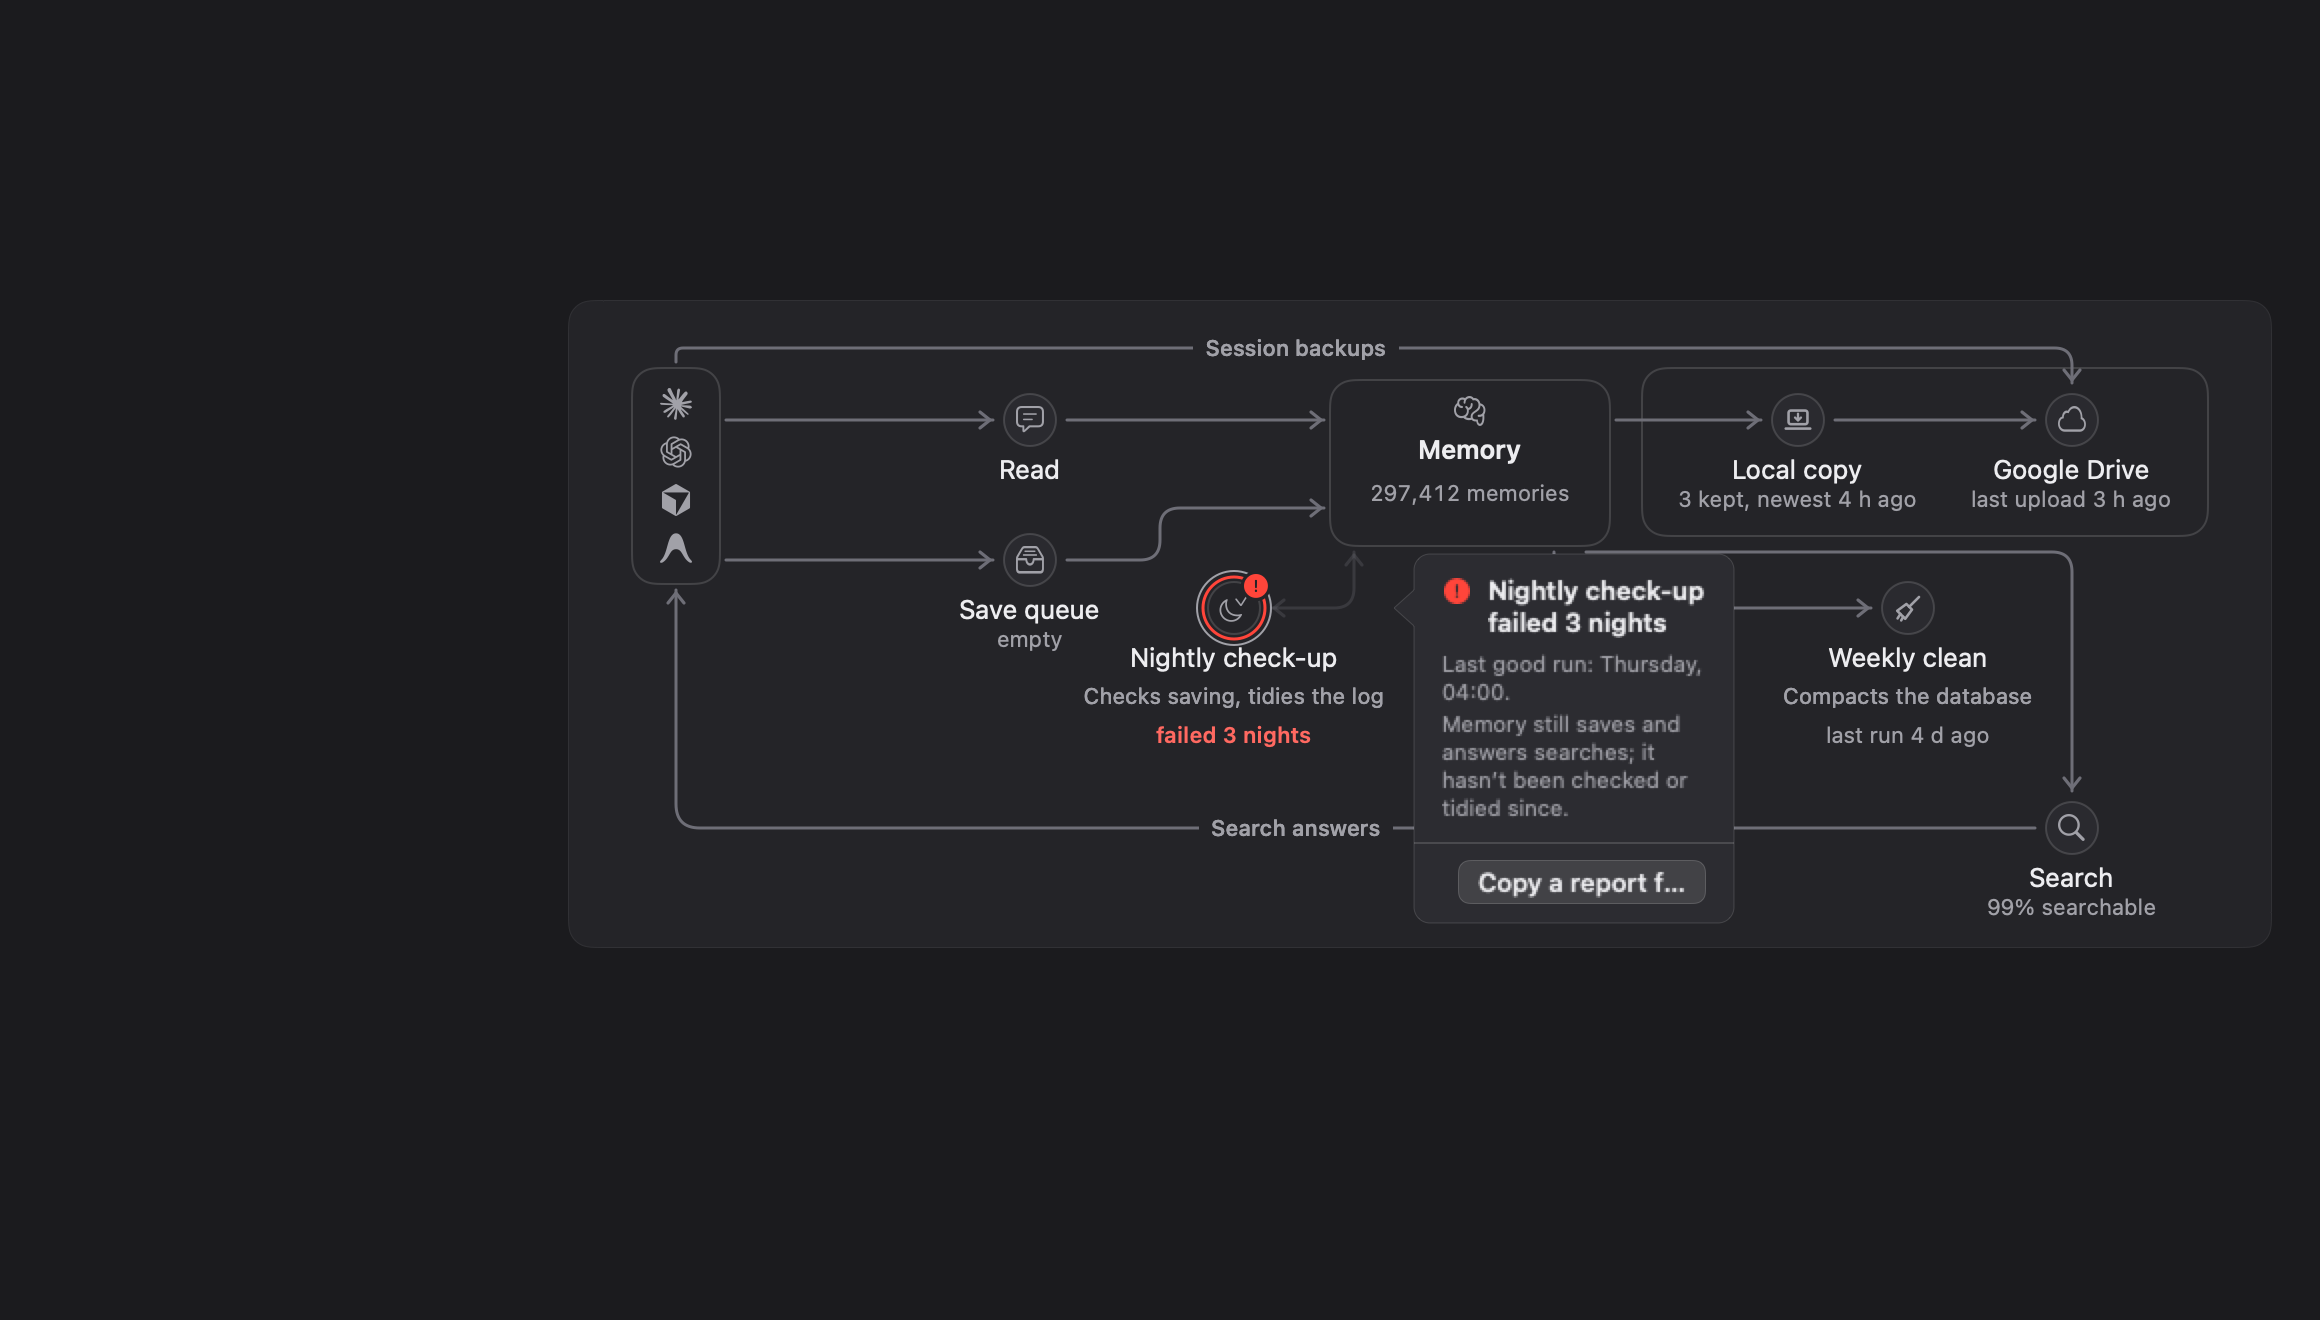 Session backups
Read
Memory
297,412 memories
Local copy
3 kept, newest 4 h ago
Google Drive
last upload 3 h ago
Save queue
empty
Nightly check-up
Checks saving, tidies the log
failed 3 nights
Nightly check-up
failed 3 nights
Last good run: Thursday,
04:00.
Memory still saves and
answers searches; it
hasn’t been checked or
tidied since.
Copy a report f...
Weekly clean
Compacts the database
last run 4 d ago
Search answers
Search
99% searchable